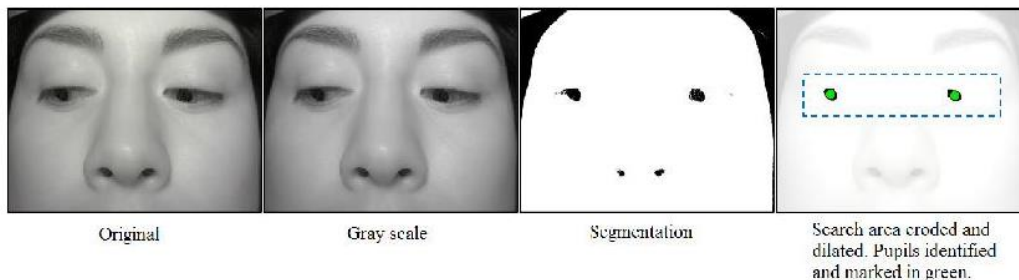 Original
Gray scale
Segmentation
Search area eroded and
dilated. Pupils identified
and marked in green.